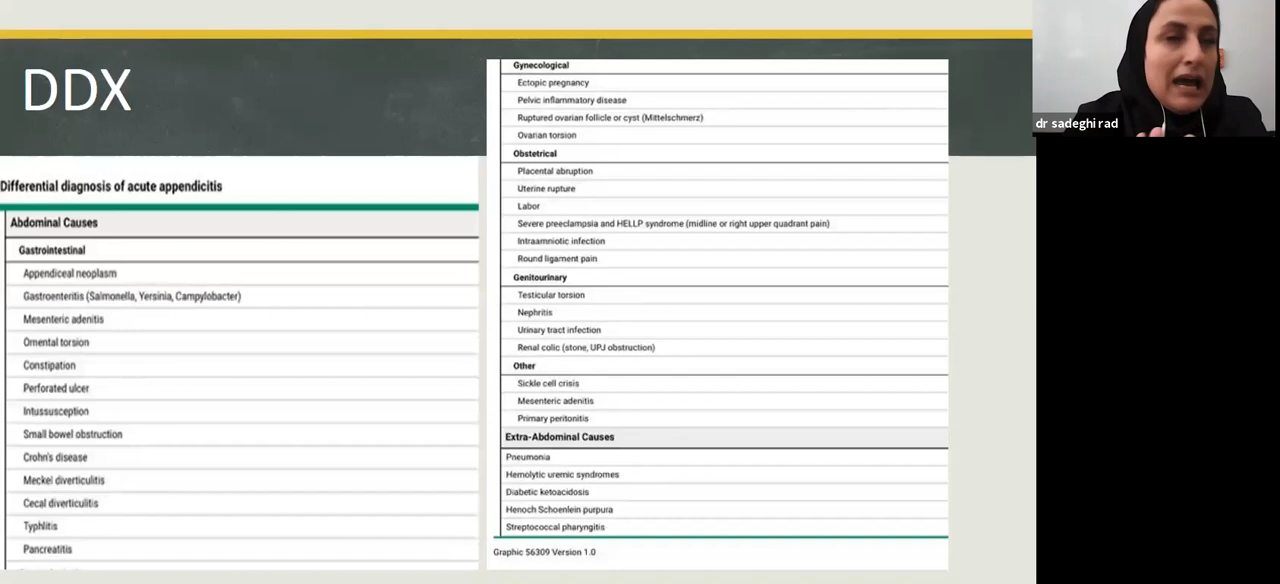 DDX
Differential diagnosis of acute appendicitis
Abdominal Causes
Gastrointestinal
Appendiceal neoplasm
Gastroenteritis (Salmonella, Yersinia, Campylobacter)
Mesenteric adenitis
Omental torsion
Constipation
Perforated ulcer
Intussusception
Small bowel obstruction
Crohn's disease
Meckel diverticulitis
Cecal diverticulitis
Typhlitis
Pancreatitis
Gynecological
Ectopic pregnancy
Pelvic inflammatory disease
Ruptured ovarian follicle or cyst (Mittelschmerz)
Ovarian torsion
Obstetrical
Placental abruption
Uterine rupture
Labor
Severe preeclampsia and HELLP syndrome (midline or right upper quadrant pain)
Intraamniotic infection
Round ligament pain
Genitourinary
Testicular torsion
Nephritis
Urinary tract infection
Renal colic (stone, UPJ obstruction)
Other
Sickle cell crisis
Mesenteric adenitis
Primary peritonitis
Extra-Abdominal Causes
Pneumonia
Hemolytic uremic syndromes
Diabetic ketoacidosis
Henoch Schoenlein purpura
Streptococcal pharyngitis
Graphic 56309 Version 1.0
dr sadeghi rad